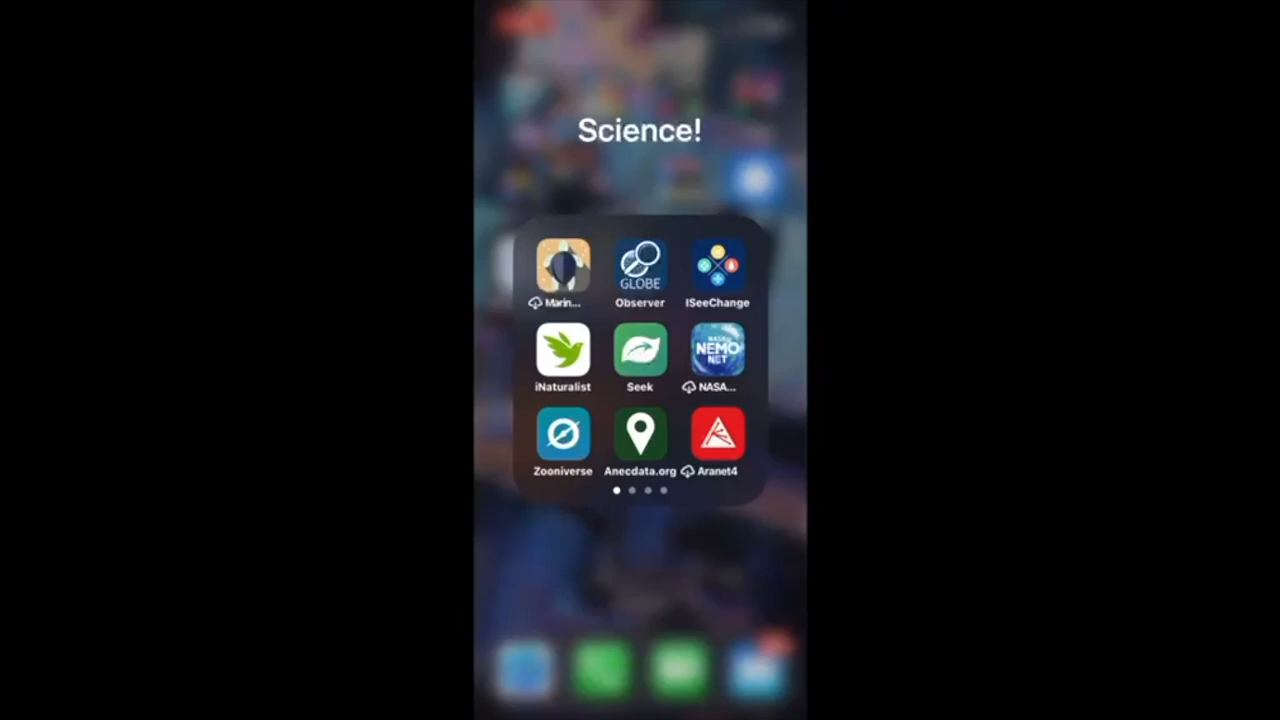 Science!
GLOBE
Marin...
Observer
ISeeChange
NASA
NEMO
NET
iNaturalist
Seek
NASA...
Zooniverse
Anecdata.org
Aranet4